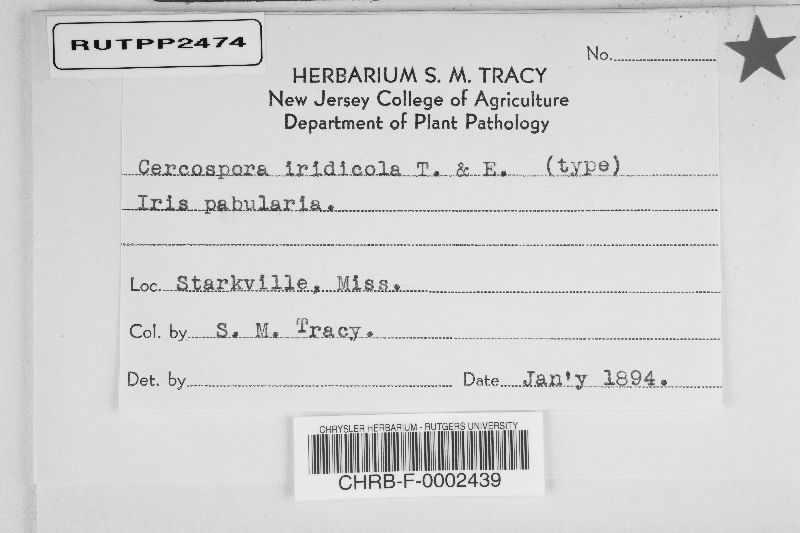 RUTPP2474
No.
HERBARIUM S. M. TRACY
New Jersey College of Agriculture
Department of Plant Pathology
Cercospora iridicola T. & E. (type)
Iris pabularia.
Loc. Starkville, Miss.
Col. by S. M. Tracy.
Det. by Date Jan'y 1894.
CHRYSLER HERBARIUM - RUTGERS UNIVERSITY
CHRB-F-0002439